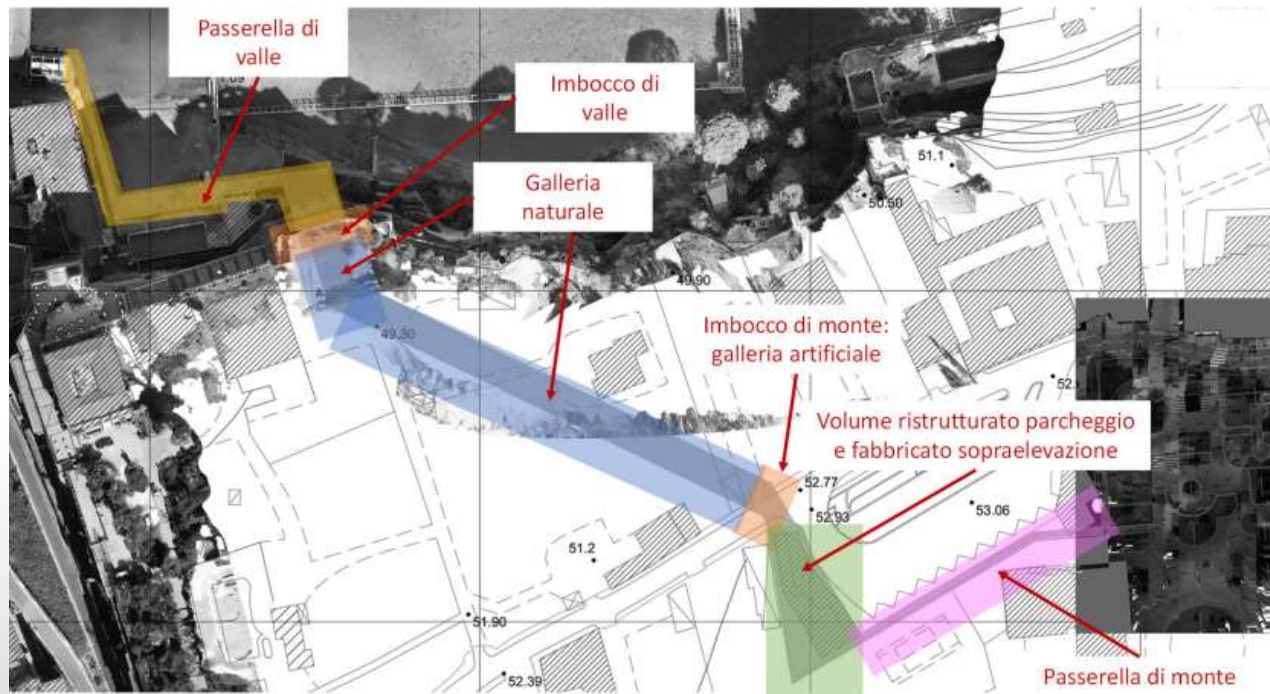 Passerella di
valle
1.09
Imbocco di
valle
Galleria
naturale
51.1
50.50
49.90
49.30
Imbocco di monte:
galleria artificiale
52.
Volume ristrutturato parcheggio
e fabbricato sopraelevazione
52.77
52.93
53.06
51.2
51.90
52.39
Passerella di monte